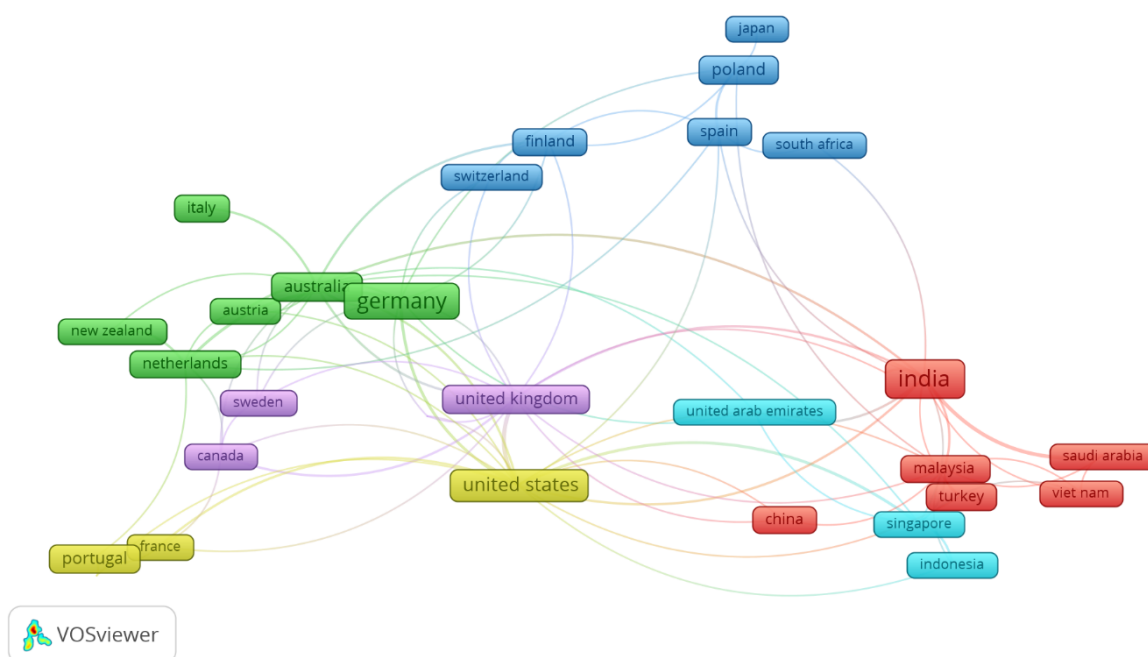 japan
poland
spain
finland
south africa
switzerland
italy
australia
germany
austria
new zealand
netherlands
india
sweden
united kingdom
united arab emirates
canada
saudi arabia
malaysia
united states
viet nam
turkey
china
singapore
france
portugal
indonesia
VOSviewer